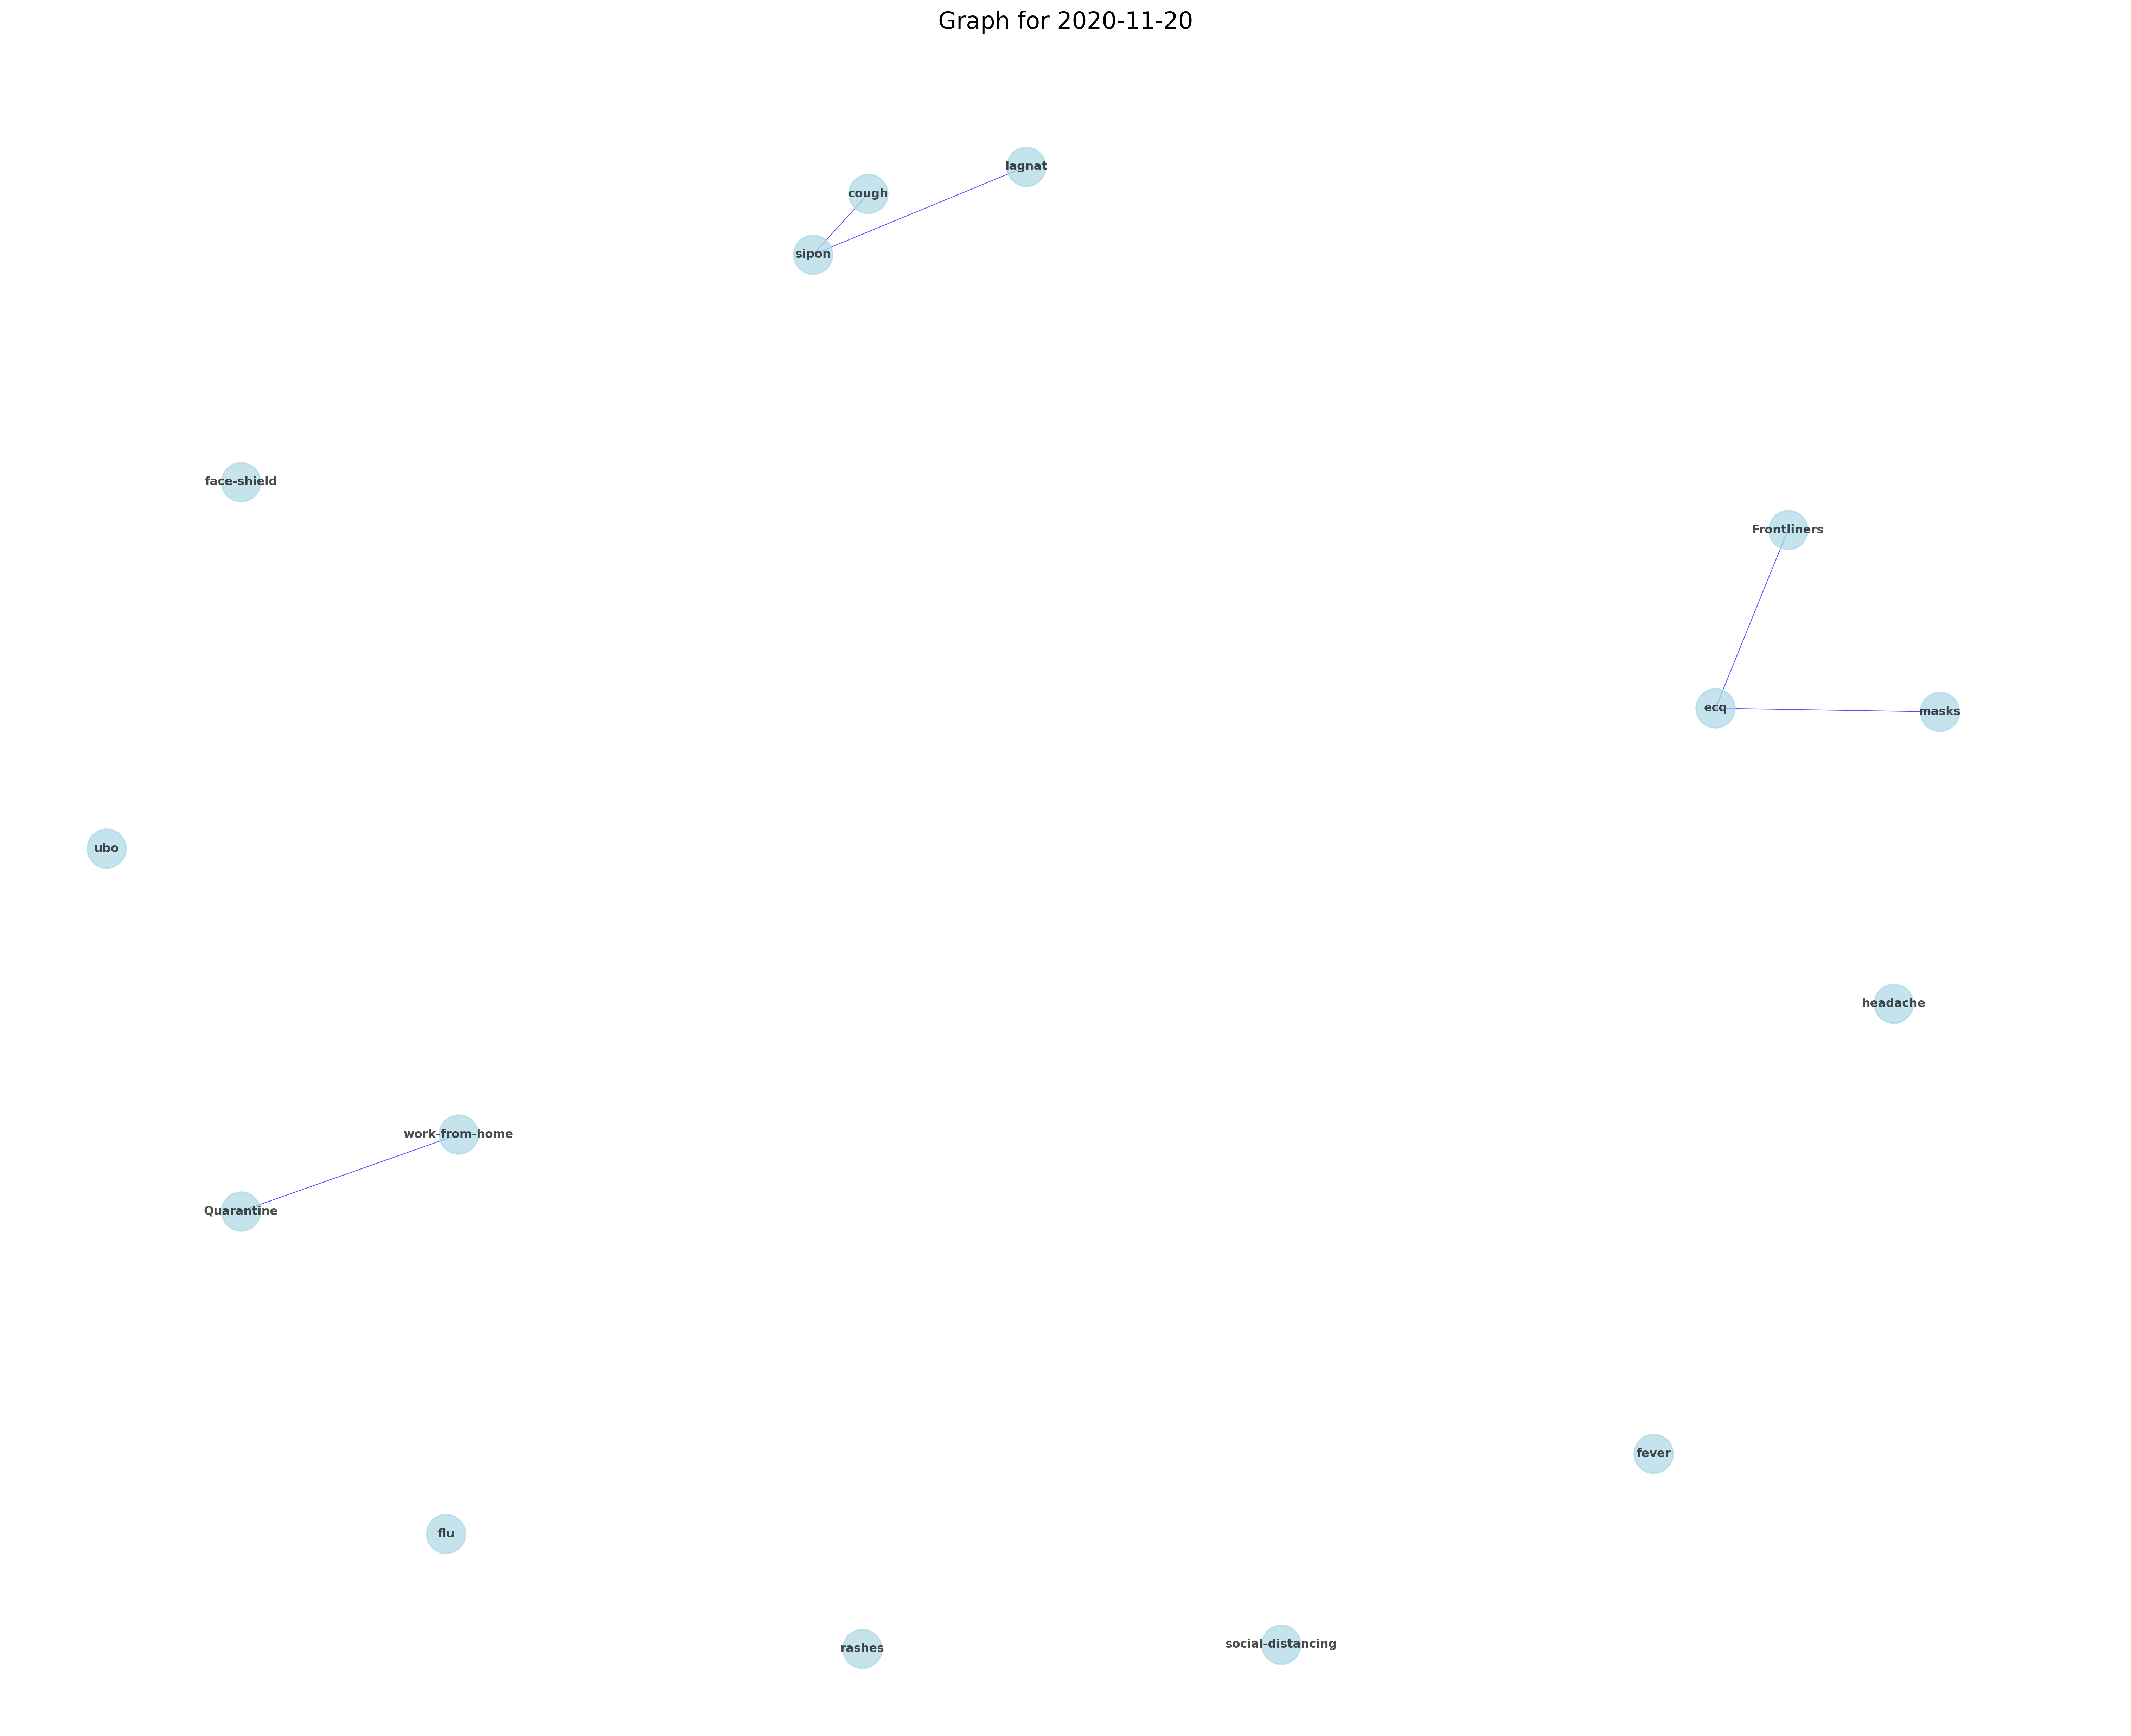 Graph for 2020-11-20
lagnat
cough
sipon
face-shield
Frontliners
ecq
masks
ubo
headache
work-from-home
Quarantine
fever
flu
social-distancing
rashes